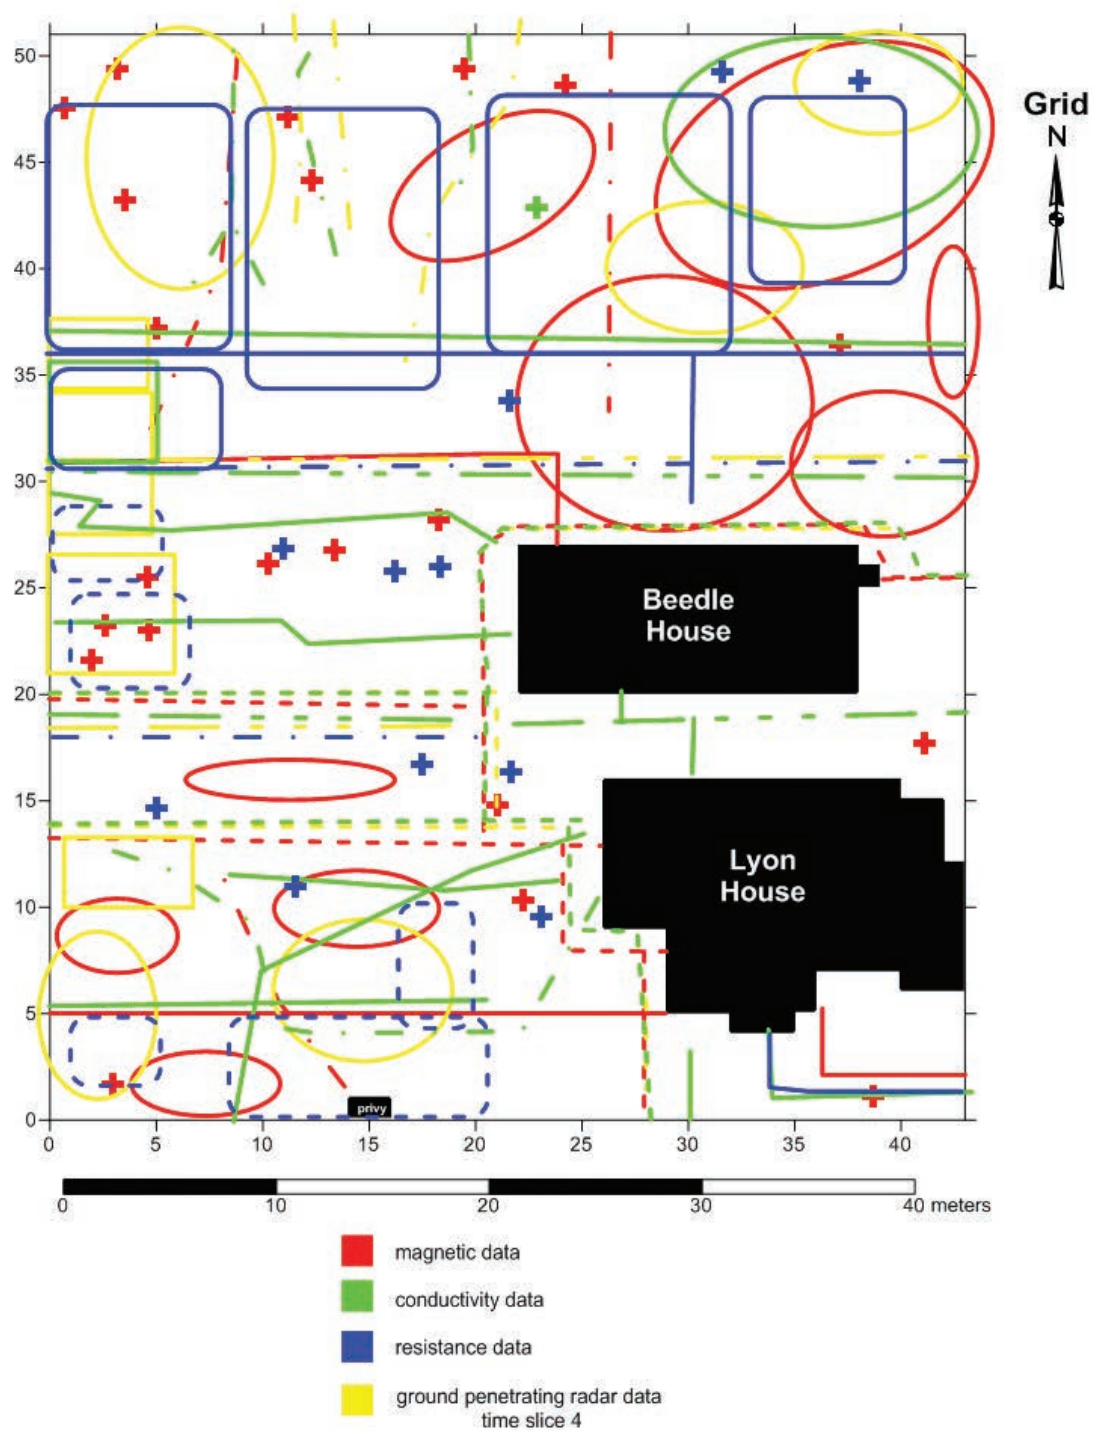 50
45
40
35
30
25
20
15
10
5
0
Grid
N
Beedle
House
Lyon
House
privy
0 5 10 15 20 25 30 35 40
0 10 20 30 40 meters
magnetic data
conductivity data
resistance data
ground penetrating radar data
time slice 4